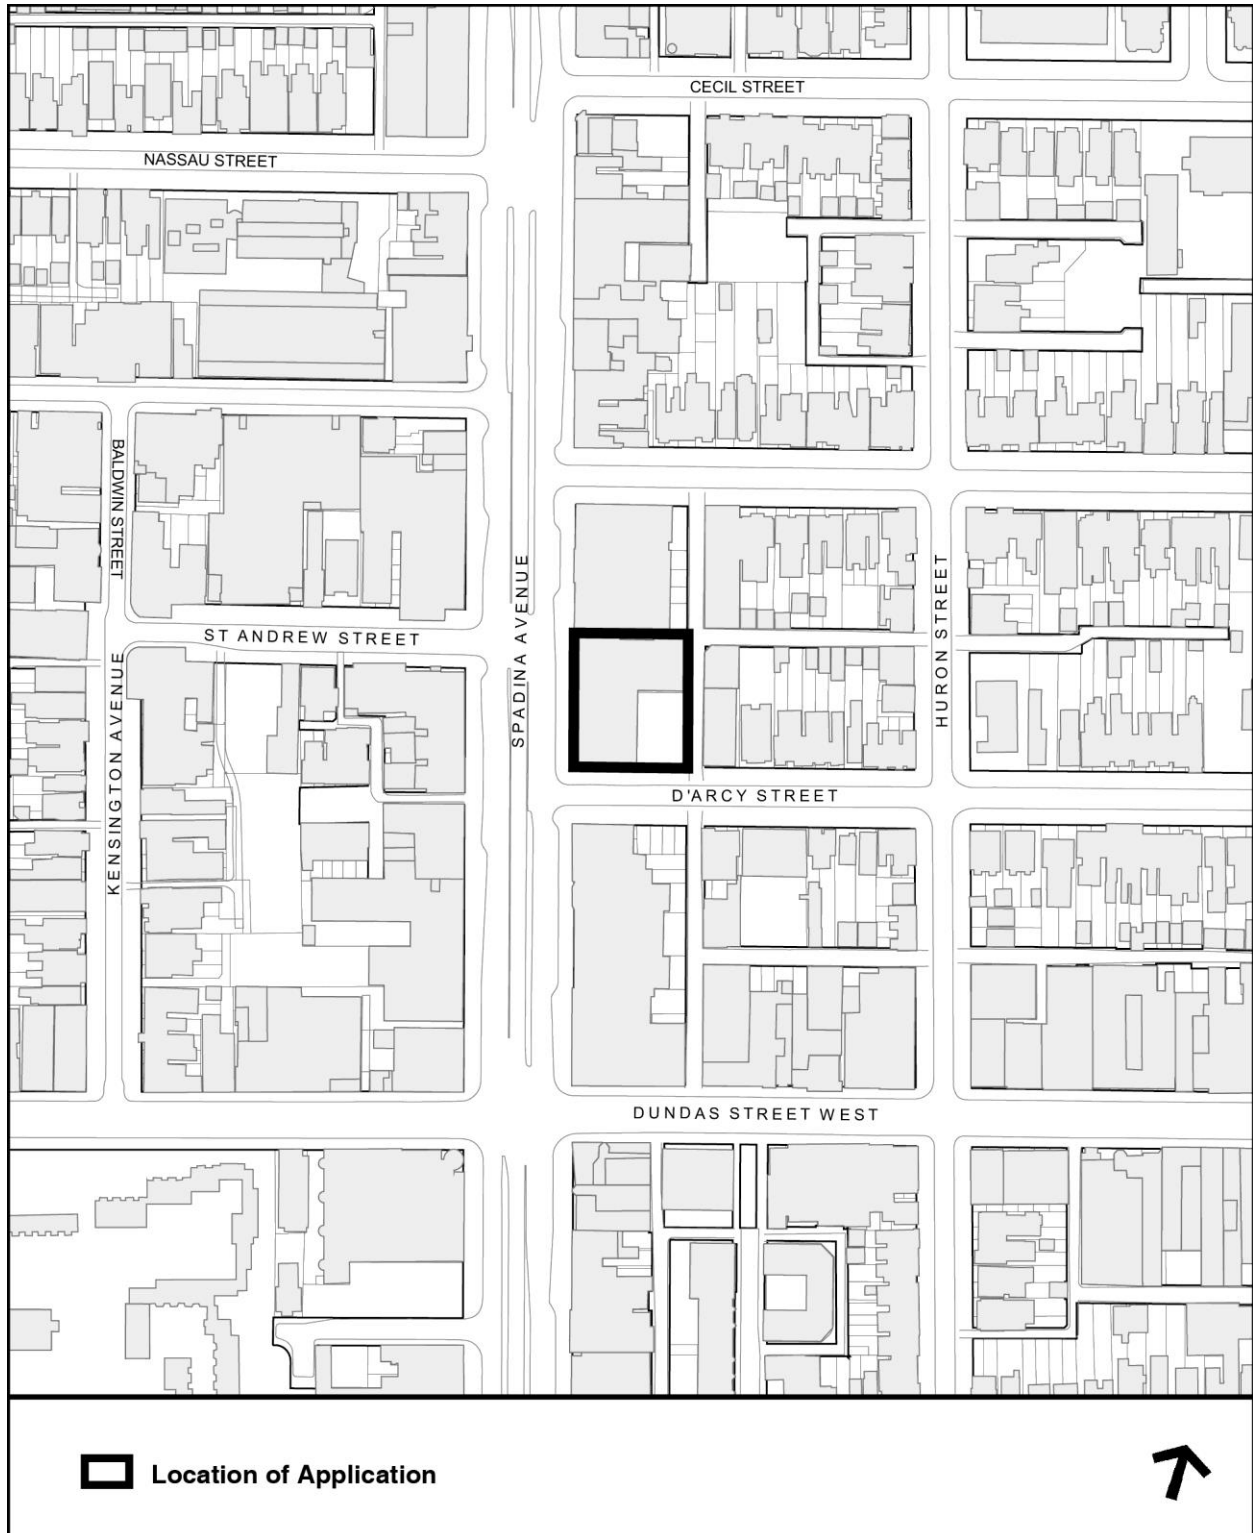 CECIL STREET
NASSAU STREET
BALDWIN STREET
SPADINA AVENUE
HURON STREET
ST ANDREW STREET
KENSINGTON AVENUE
D'ARCY STREET
DUNDAS STREET WEST
Location of Application